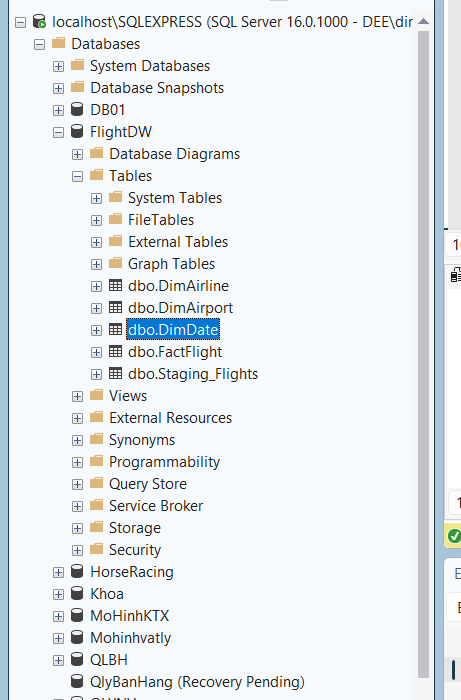 localhost\SQLEXPRESS (SQL Server 16.0.1000 - DEE\din
Databases
System Databases
Database Snapshots
DB01
FlightDW
Database Diagrams
Tables
System Tables
FileTables
External Tables
Graph Tables
dbo.DimAirline
dbo.DimAirport
dbo.DimDate
dbo.FactFlight
dbo.Staging_Flights
Views
External Resources
Synonyms
Programmability
Query Store
Service Broker
Storage
Security
HorseRacing
Khoa
MoHinhKTX
Mohinhvatly
QLBH
QlyBanHang (Recovery Pending)